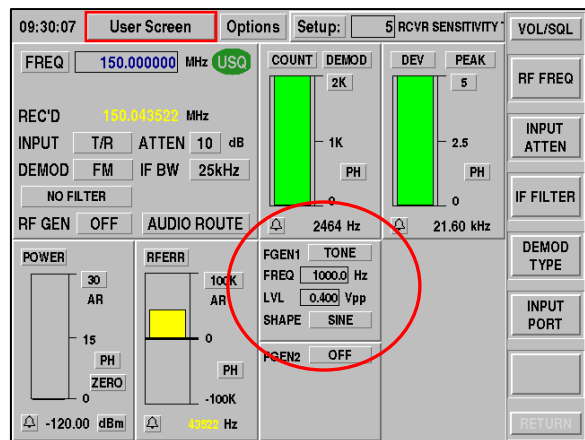 09:30:07 User Screen Options Setup: 5 RCVR SENSITIVITY VOL/SQL
FREQ 150.000000 MHz USQ
REC'D 150.043522 MHz
INPUT T/R ATTEN 10 dB
DEMOD FM IF BW 25kHz
NO FILTER
RF GEN OFF AUDIO ROUTE
COUNT DEMOD
2K
1K
PH
0
2464 Hz
DEV PEAK
5
2.5
PH
0
21.60 kHz
RF FREQ
INPUT
ATTEN
IF FILTER
DEMOD
TYPE
INPUT
PORT
RETURN
POWER
30
AR
15
PH
ZERO
0
-120.00 dBm
RFERR
100K
AR
0
PH
-100K
43522 Hz
FGEN1 TONE
FREQ 1000.0 Hz
LVL 0.400 Vpp
SHAPE SINE
FGEN2 OFF